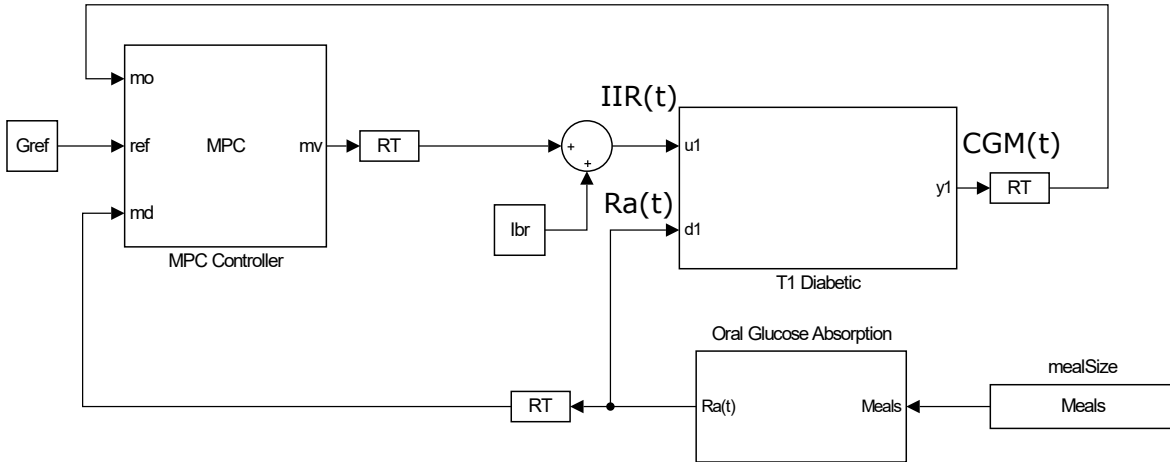 mo
IIR(t)
CGM(t)
Gref
ref
MPC
mv
RT
+
+
u1
y1
RT
md
Ibr
Ra(t)
d1
MPC Controller
T1 Diabetic
Oral Glucose Absorption
mealSize
RT
Ra(t)
Meals
Meals